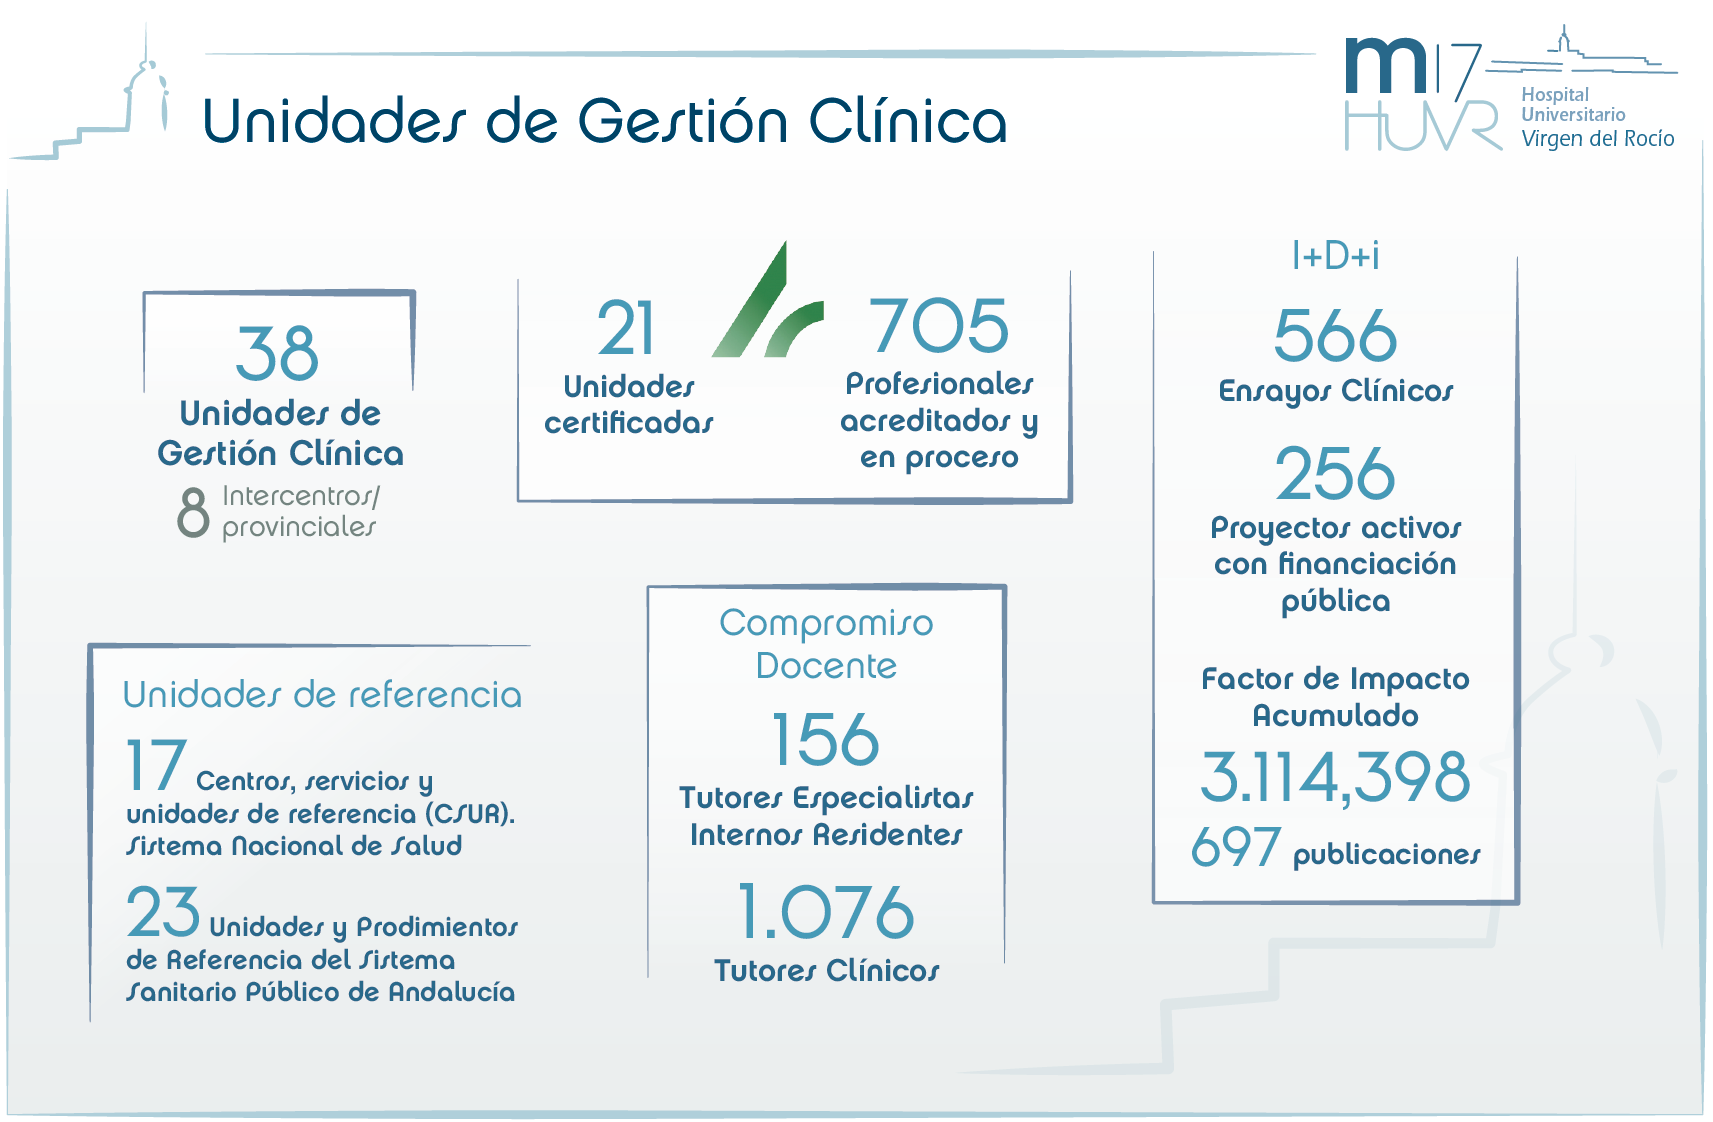 Unidades de Gestión Clínica
m17
HUVR
Hospital
Universitario
Virgen del Rocío
38
Unidades de
Gestión Clínica
8 Intercentros/
provinciales
21
Unidades
certificadas
705
Profesionales
acreditados y
en proceso
I+D+i
566
Ensayos Clínicos
256
Proyectos activos
con financiación
pública
Factor de Impacto
Acumulado
3.114,398
697 publicaciones
Unidades de referencia
17 Centros, servicios y
unidades de referencia (CSUR).
Sistema Nacional de Salud
23 Unidades y Prodimientos
de Referencia del Sistema
Sanitario Público de Andalucía
Compromiso
Docente
156
Tutores Especialistas
Internos Residentes
1.076
Tutores Clínicos